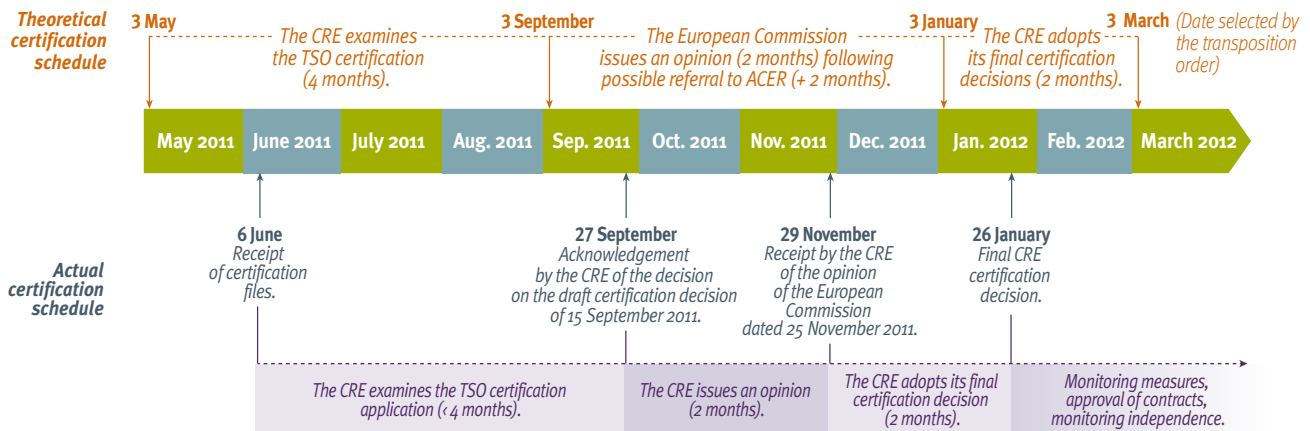 Theoretical
certification
schedule
3 May
The CRE examines
the TSO certification
(4 months).
3 September
The European Commission
issues an opinion (2 months) following
possible referral to ACER (+ 2 months).
3 January
The CRE adopts
its final certification
decisions (2 months).
3 March
(Date selected by
the transposition
order)
May 2011
June 2011
July 2011
Aug. 2011
Sep. 2011
Oct. 2011
Nov. 2011
Dec. 2011
Jan. 2012
Feb. 2012
March 2012
Actual
certification
schedule
6 June
Receipt
of certification
files.
27 September
Acknowledgement
by the CRE of the decision
on the draft certification decision
of 15 September 2011.
29 November
Receipt by the CRE
of the opinion
of the European
Commission
dated 25 November 2011.
26 January
Final CRE
certification
decision.
The CRE examines the TSO certification
application (‹ 4 months).
The CRE issues an opinion
(2 months).
The CRE adopts its final
certification decision
(2 months).
Monitoring measures,
approval of contracts,
monitoring independence.